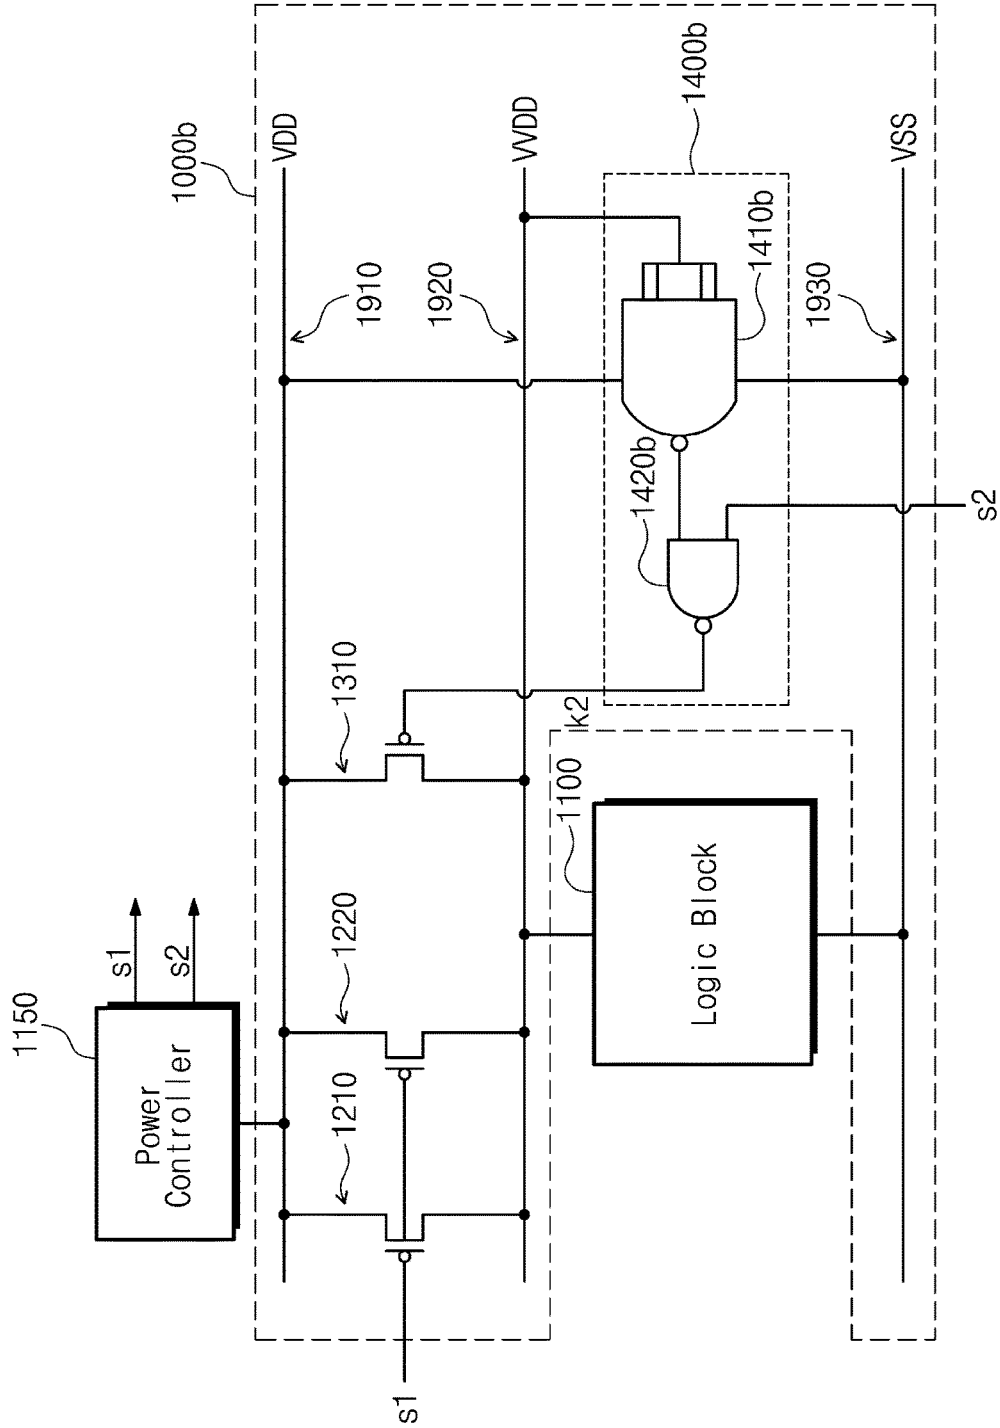 1150
Power
Controller
s1
s2
1000b
VDD
1210
1220
1310
1910
s1
1920
VVDD
1100
k2
1420b
1400b
Logic Block
1410b
1930
VSS
s2